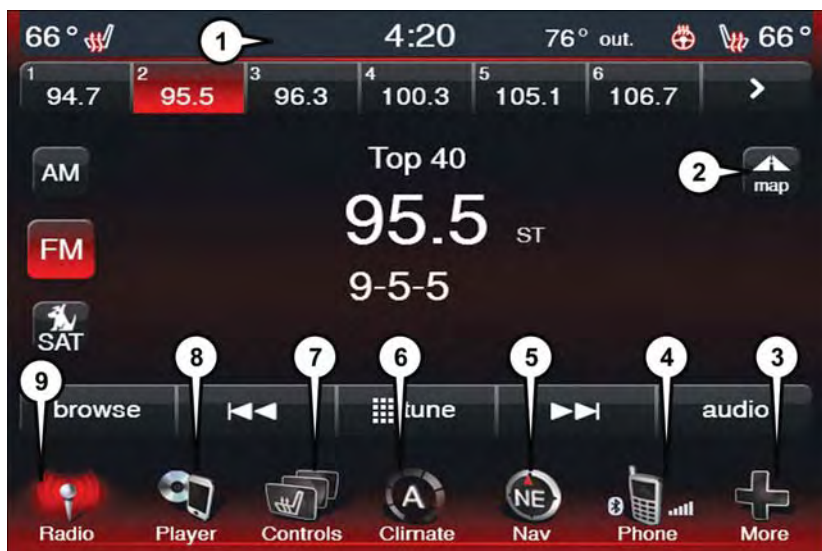 66° 1 4:20 76° out. 66°
1 94.7 2 95.5 3 96.3 4 100.3 5 105.1 6 106.7 >
AM Top 40 2 map
95.5 ST
FM
9-5-5
SAT
9 8 7 6 5 4 3
browse tune audio
A NE
Radio Player Controls Climate Nav Phone More